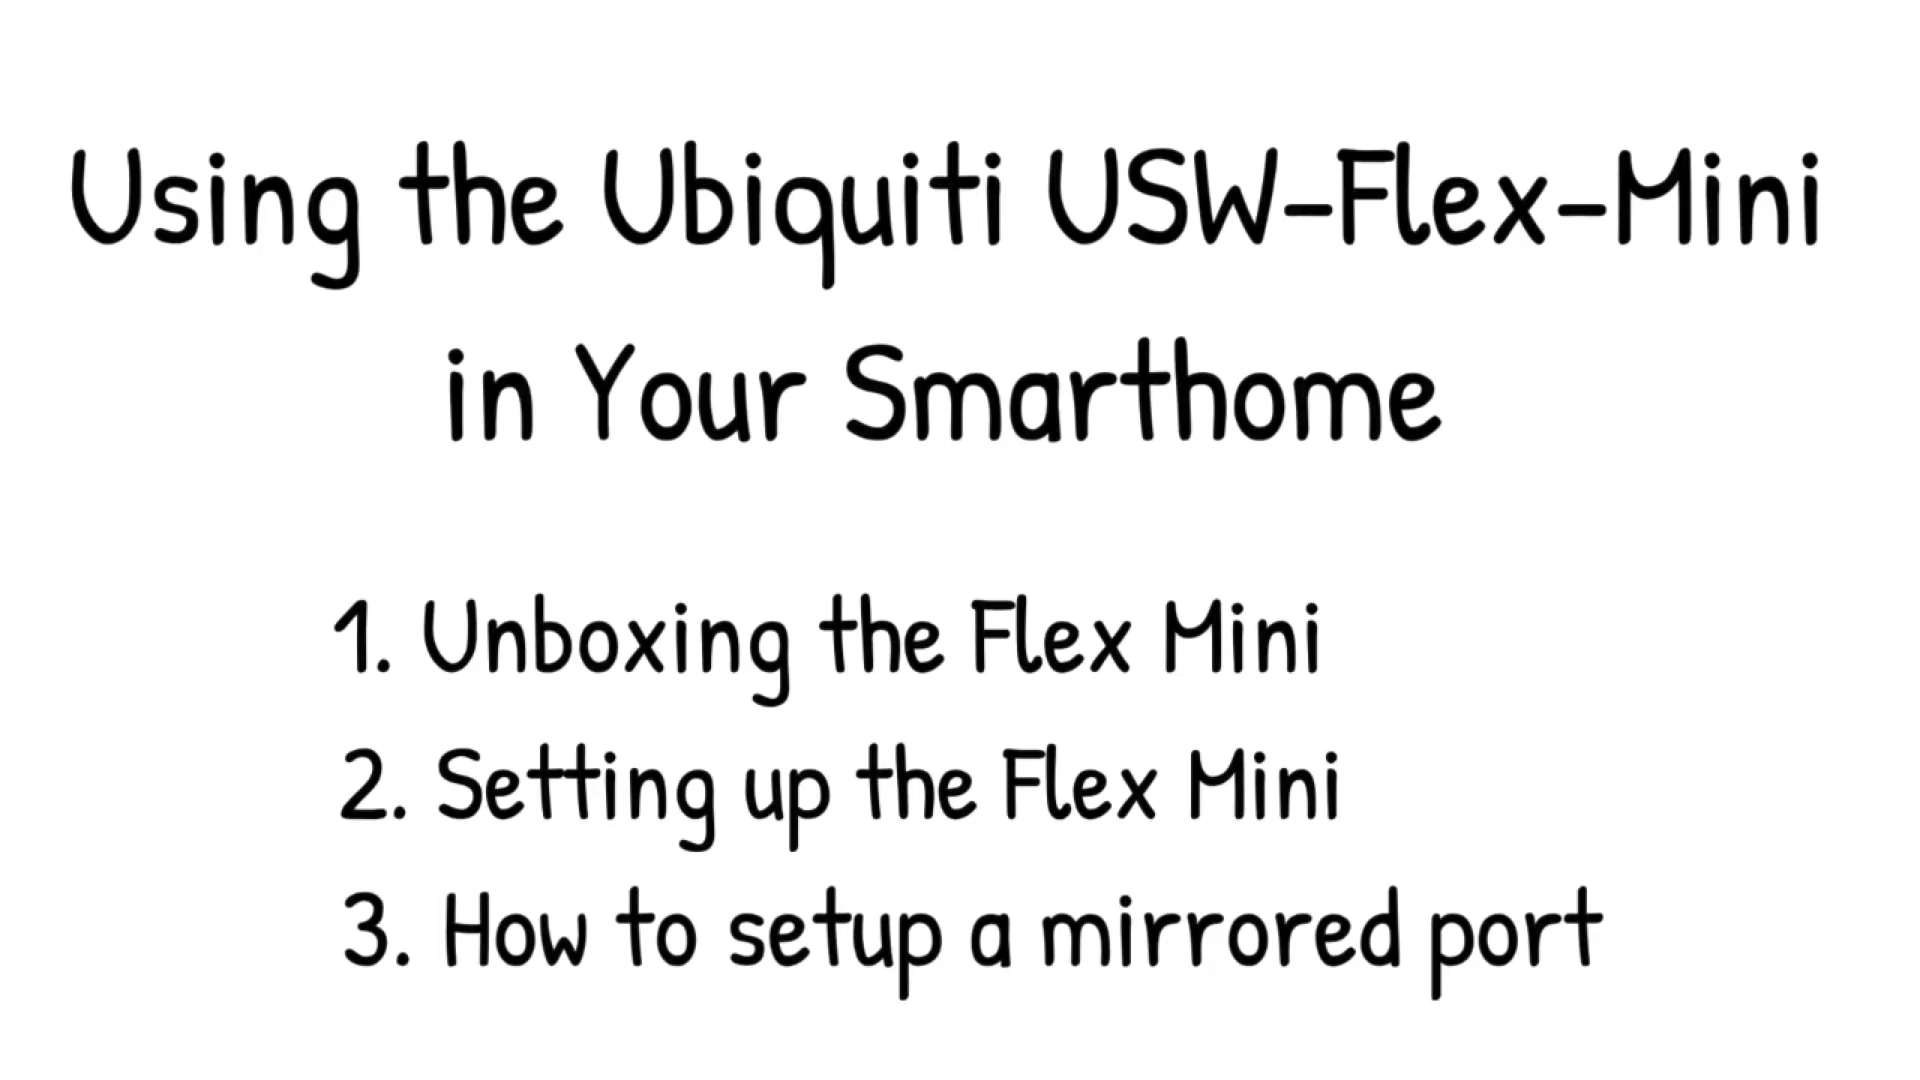 Using the Ubiquiti USW-Flex-Mini
in Your Smarthome
1. Unboxing the Flex Mini
2. Setting up the Flex Mini
3. How to setup a mirrored port